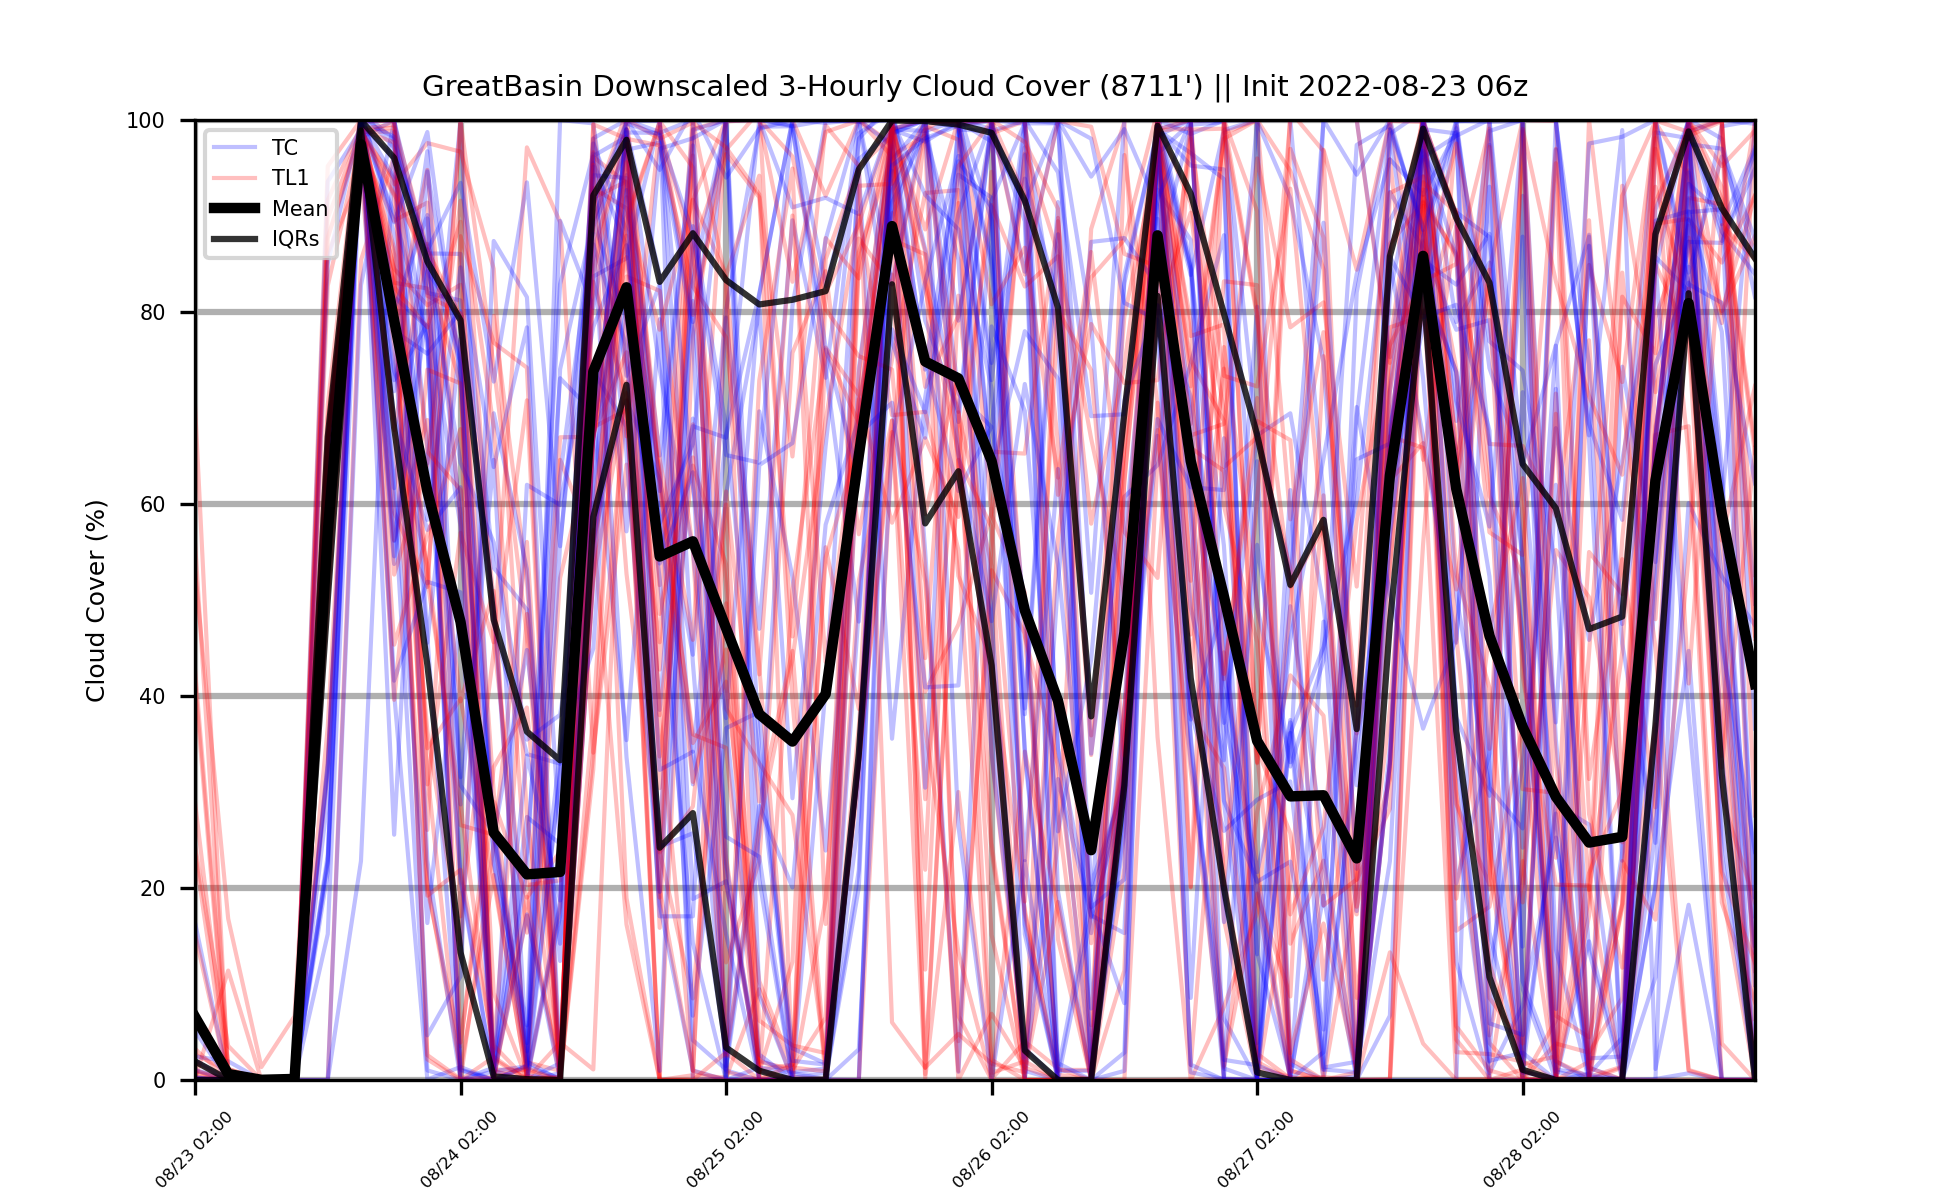 GreatBasin Downscaled 3-Hourly Cloud Cover (8711') || Init 2022-08-23 06z
TC
TL1
Mean
IQRs
Cloud Cover (%)
100
80
60
40
20
0
08/23 02:00
08/24 02:00
08/25 02:00
08/26 02:00
08/27 02:00
08/28 02:00